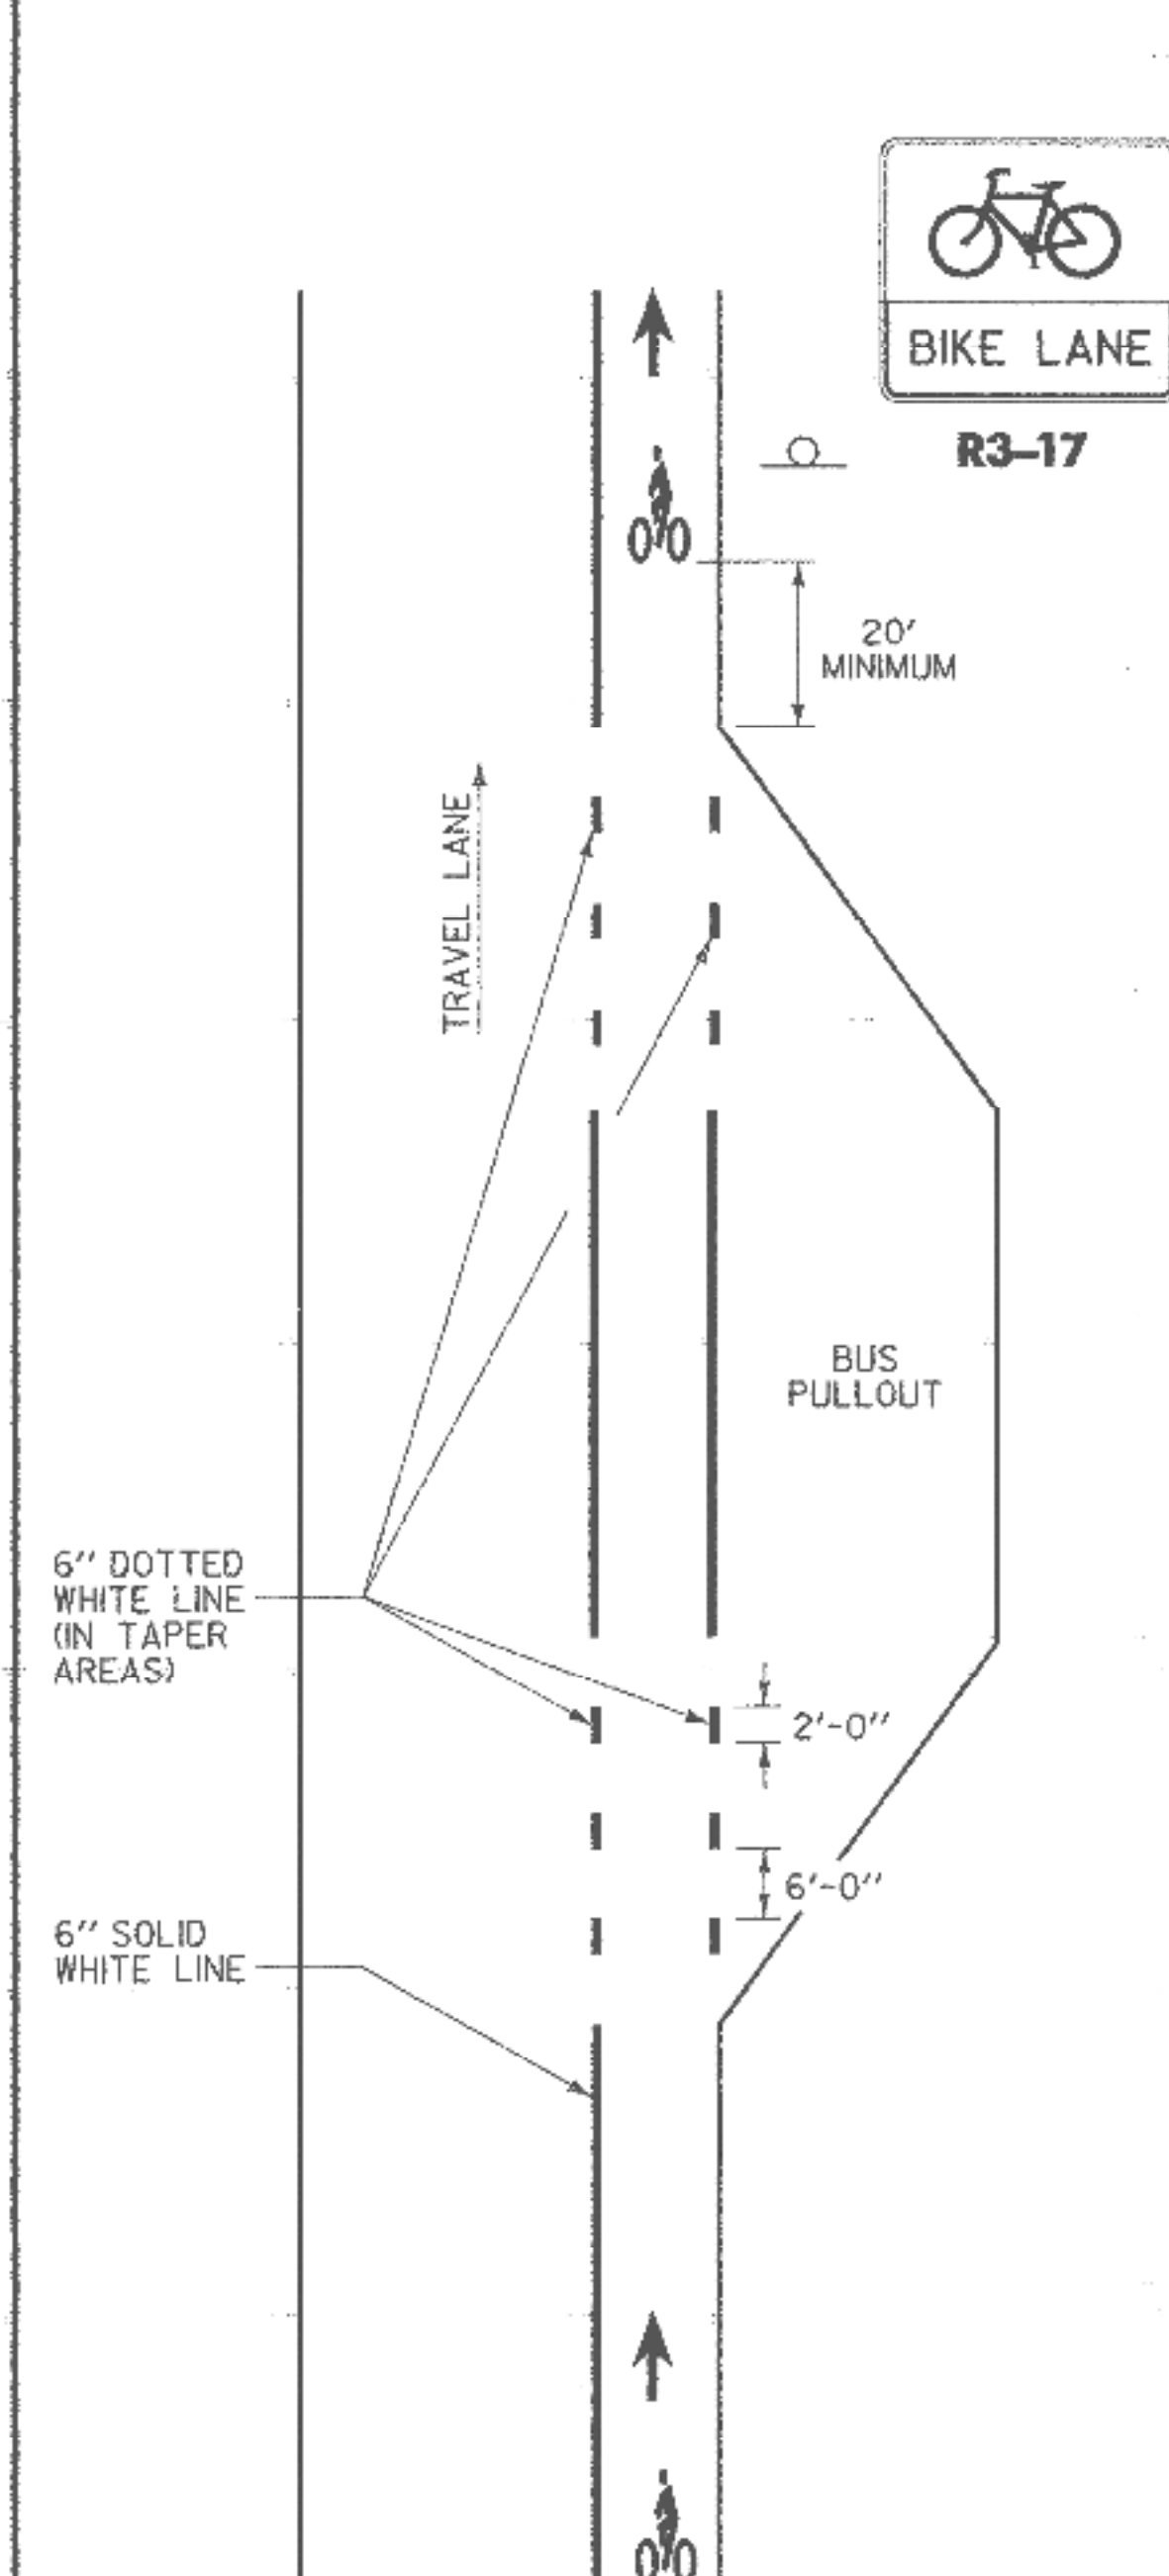 BIKE LANE
R3-17
20'
MINIMUM
TRAVEL LANE
BUS
PULLOUT
6" DOTTED
WHITE LINE
(IN TAPER
AREAS)
2'-0"
6'-0"
6" SOLID
WHITE LINE